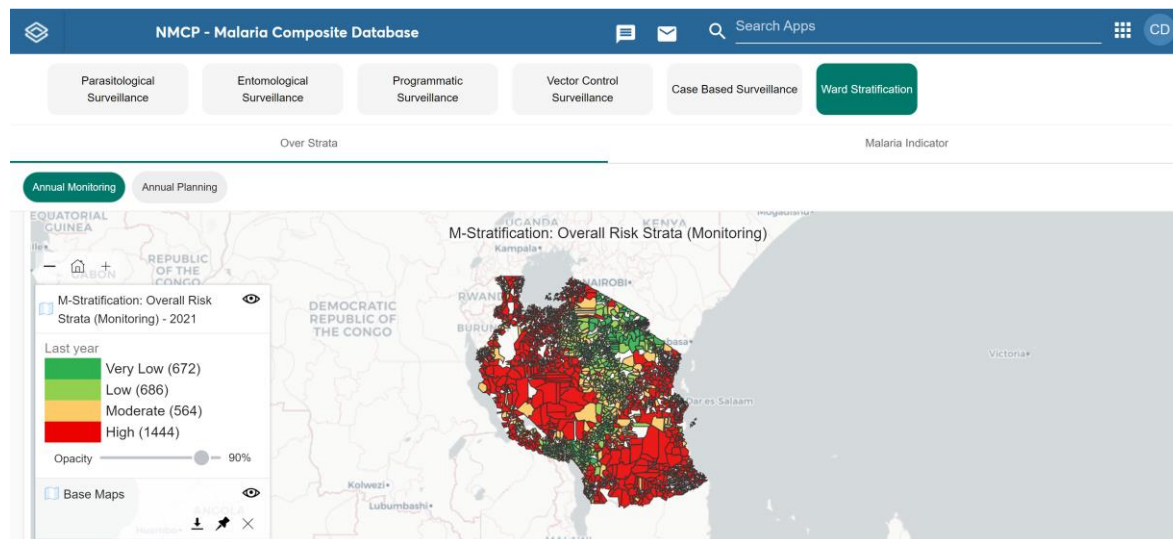 NMCP - Malaria Composite Database
Search Apps
CD
Parasitological
Surveillance
Entomological
Surveillance
Programmatic
Surveillance
Vector Control
Surveillance
Case Based Surveillance
Ward Stratification
Over Strata
Malaria Indicator
Annual Monitoring
Annual Planning
M-Stratification: Overall Risk Strata (Monitoring)
EQUATORIAL
GUINEA
GABON
REPUBLIC
OF THE
CONGO
DEMOCRATIC
REPUBLIC OF
THE CONGO
UGANDA
Kampala
KENYA
NAIROBI
Dar es Salaam
Victoria
Kolwezi
Lubumbashi
ANGOLA
M-Stratification: Overall Risk
Strata (Monitoring) - 2021
Last year
Very Low (672)
Low (686)
Moderate (564)
High (1444)
Opacity
90%
Base Maps